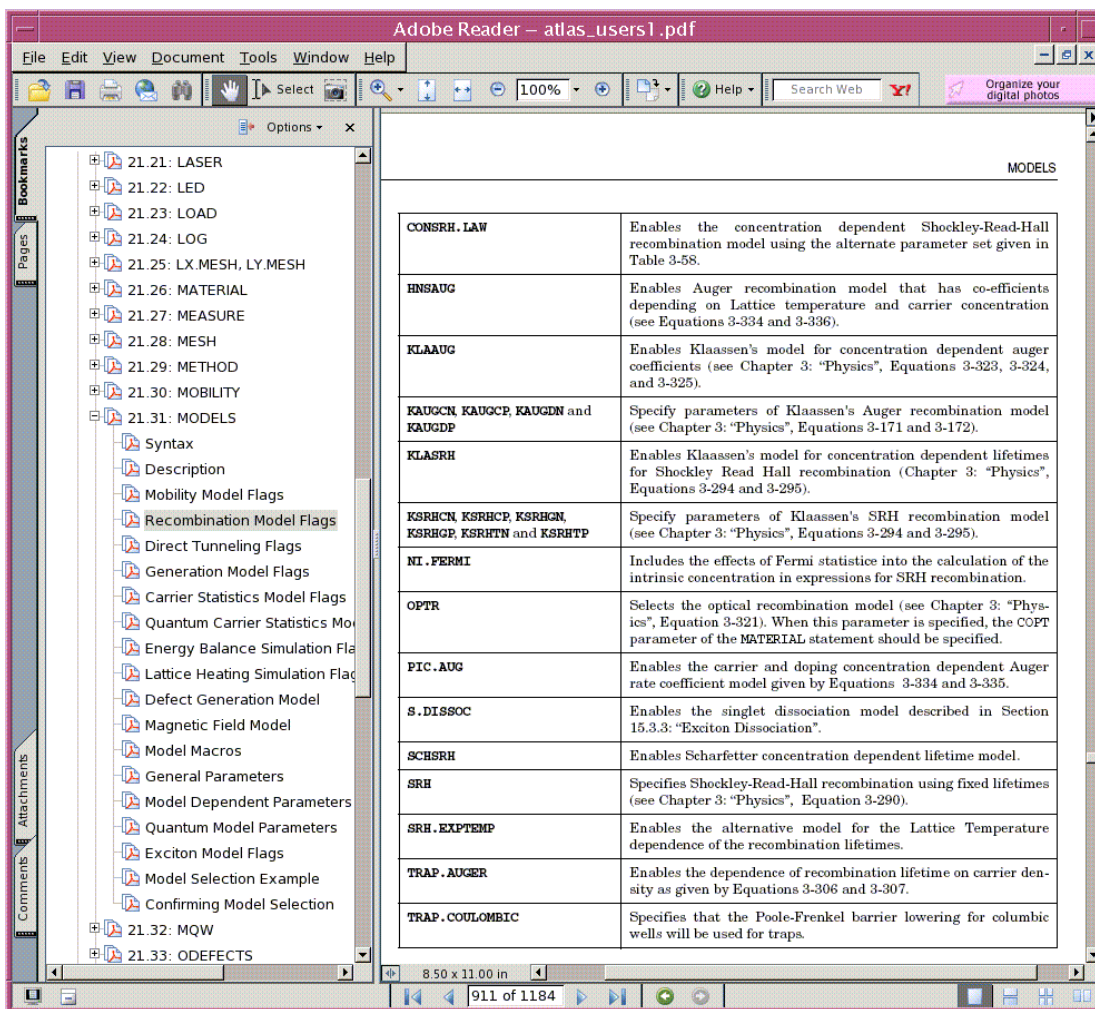 Adobe Reader – atlas_users1.pdf
File Edit View Document Tools Window Help
Select 100% Help Search Web Y! Organize your
digital photos
Bookmarks
Pages
Attachments
Comments
Options
21.21: LASER
21.22: LED
21.23: LOAD
21.24: LOG
21.25: LX.MESH, LY.MESH
21.26: MATERIAL
21.27: MEASURE
21.28: MESH
21.29: METHOD
21.30: MOBILITY
21.31: MODELS
Syntax
Description
Mobility Model Flags
Recombination Model Flags
Direct Tunneling Flags
Generation Model Flags
Carrier Statistics Model Flags
Quantum Carrier Statistics Mo
Energy Balance Simulation Fla
Lattice Heating Simulation Flag
Defect Generation Model
Magnetic Field Model
Model Macros
General Parameters
Model Dependent Parameters
Quantum Model Parameters
Exciton Model Flags
Model Selection Example
Confirming Model Selection
21.32: MQW
21.33: ODEFECTS
MODELS
CONSRH.LAW
Enables the concentration dependent Shockley-Read-Hall
recombination model using the alternate parameter set given in
Table 3-58.
HNSAUG
Enables Auger recombination model that has co-efficients
depending on Lattice temperature and carrier concentration
(see Equations 3-334 and 3-336).
KLAAUG
Enables Klaassen's model for concentration dependent auger
coefficients (see Chapter 3: “Physics”, Equations 3-323, 3-324,
and 3-325).
KAUGCN, KAUGCP, KAUGDN and
KAUGDP
Specify parameters of Klaassen's Auger recombination model
(see Chapter 3: “Physics”, Equations 3-171 and 3-172).
KLASRH
Enables Klaassen's model for concentration dependent lifetimes
for Shockley Read Hall recombination (Chapter 3: “Physics”,
Equations 3-294 and 3-295).
KSRHCN, KSRHCP, KSRHGN,
KSRHGP, KSRHTN and KSRHTP
Specify parameters of Klaassen's SRH recombination model
(see Chapter 3: “Physics”, Equations 3-294 and 3-295).
NI.FERMI
Includes the effects of Fermi statistice into the calculation of the
intrinsic concentration in expressions for SRH recombination.
OPTR
Selects the optical recombination model (see Chapter 3: “Phys-
ics”, Equation 3-321). When this parameter is specified, the COPT
parameter of the MATERIAL statement should be specified.
PIC.AUG
Enables the carrier and doping concentration dependent Auger
rate coefficient model given by Equations 3-334 and 3-335.
S.DISSOC
Enables the singlet dissociation model described in Section
15.3.3: “Exciton Dissociation”.
SCHSRH
Enables Scharfetter concentration dependent lifetime model.
SRH
Specifies Shockley-Read-Hall recombination using fixed lifetimes
(see Chapter 3: “Physics”, Equation 3-290).
SRH.EXPTEMP
Enables the alternative model for the Lattice Temperature
dependence of the recombination lifetimes.
TRAP.AUGER
Enables the dependence of recombination lifetime on carrier den-
sity as given by Equations 3-306 and 3-307.
TRAP.COULOMBIC
Specifies that the Poole-Frenkel barrier lowering for columbic
wells will be used for traps.
8.50 x 11.00 in
911 of 1184